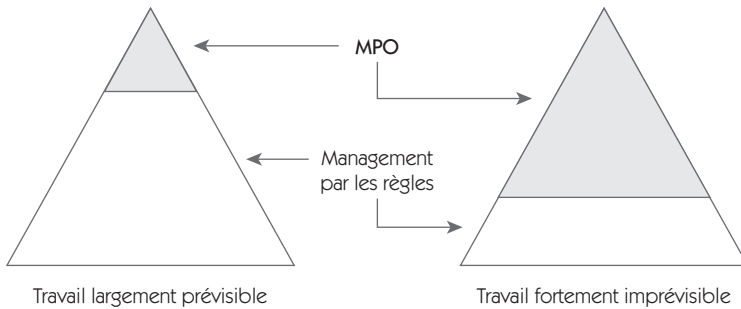 MPO
Management
par les règles
Travail largement prévisible
Travail fortement imprévisible